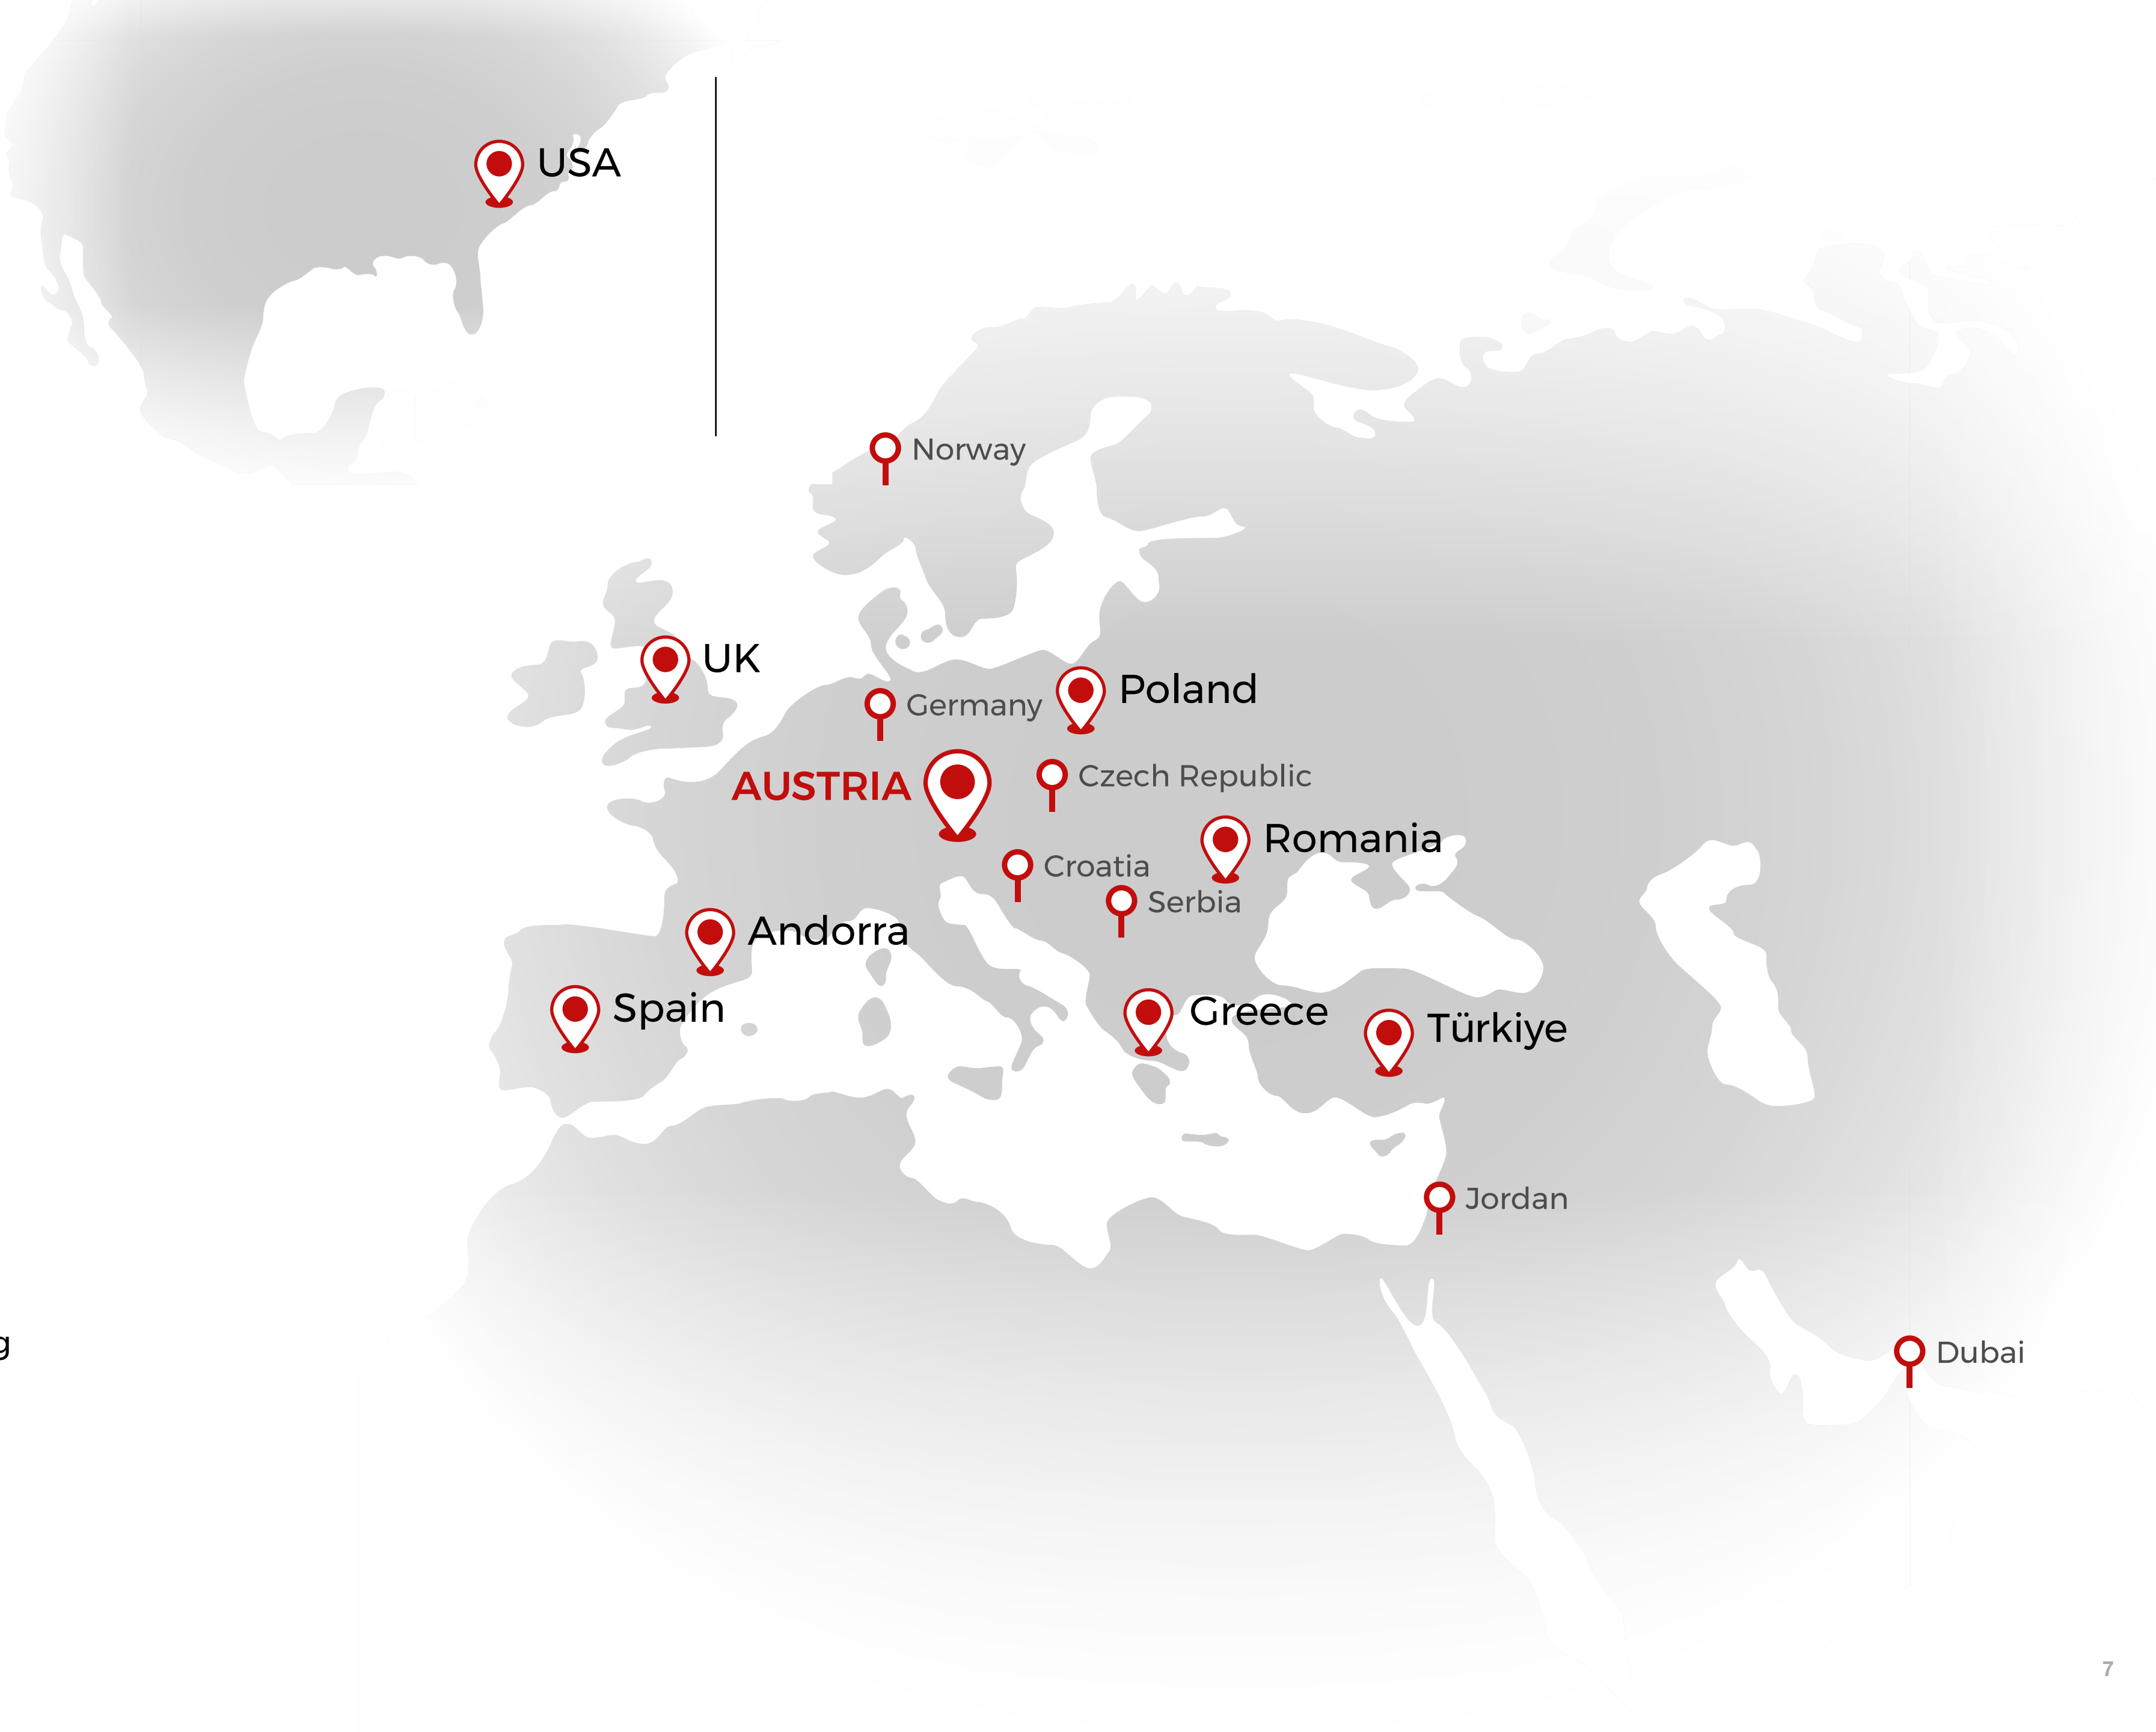 USA
Norway
UK
Poland
Germany
Czech Republic
AUSTRIA
Romania
Croatia
Serbia
Andorra
Spain
Greece
Türkiye
Jordan
g
Dubai
7